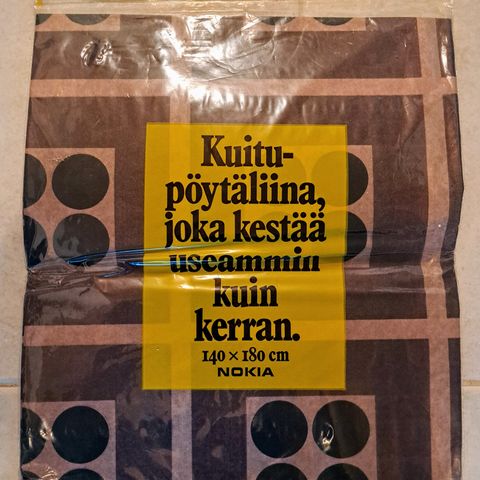 Kuitu-
pöytäliina,
joka kestää
useammin
kuin
kerran.
140 × 180 cm
NOKIA